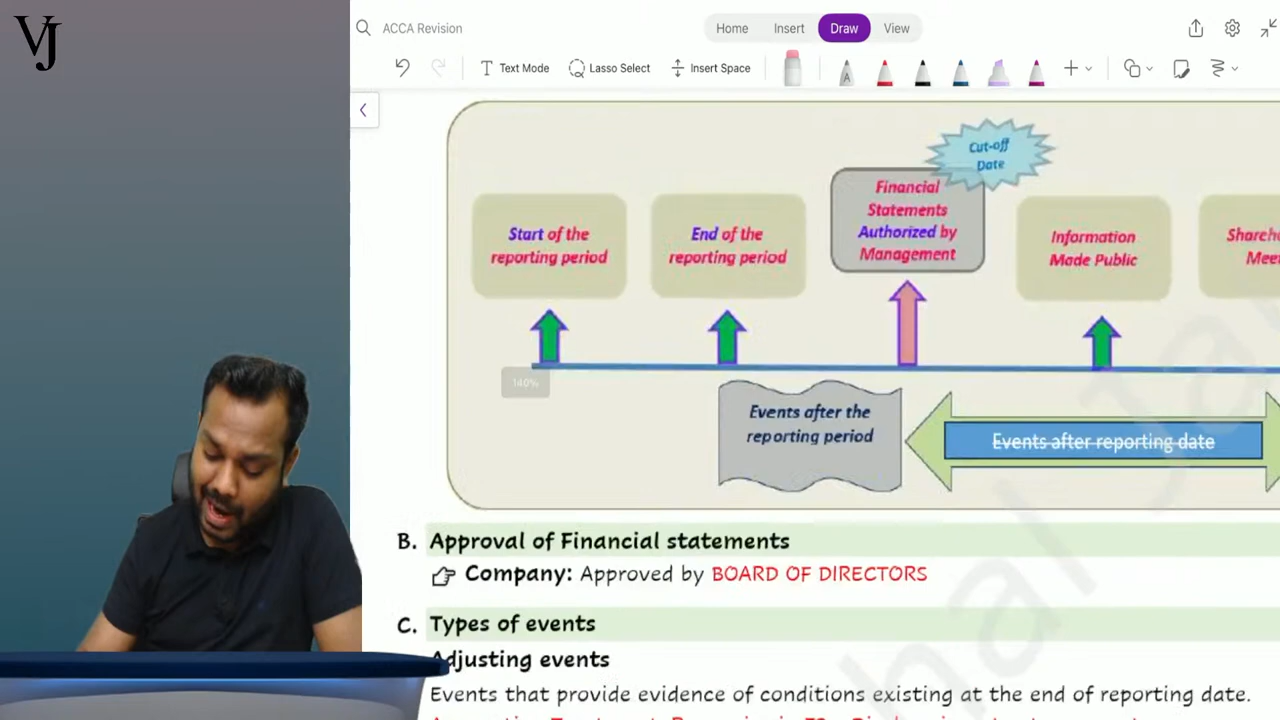 VJ
ACCA Revision
Home
Insert
Draw
View
Text Mode
Lasso Select
Insert Space
A
Cut-off
Date
Start of the
reporting period
End of the
reporting period
Financial
Statements
Authorized by
Management
Information
Made Public
Shareh
Mee
140%
Events after the
reporting period
Events after reporting date
B. Approval of Financial statements
Company: Approved by BOARD OF DIRECTORS
C. Types of events
Adjusting events
Events that provide evidence of conditions existing at the end of reporting date.